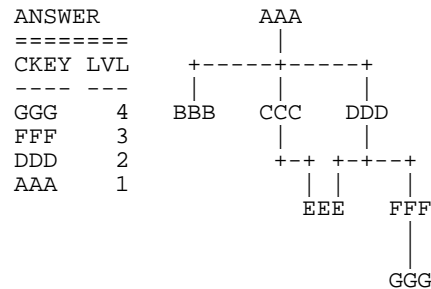 ANSWER
========
CKEY LVL
---- ---
GGG 4
FFF 3
DDD 2
AAA 1
AAA
BBB CCC DDD
EEE FFF
GGG